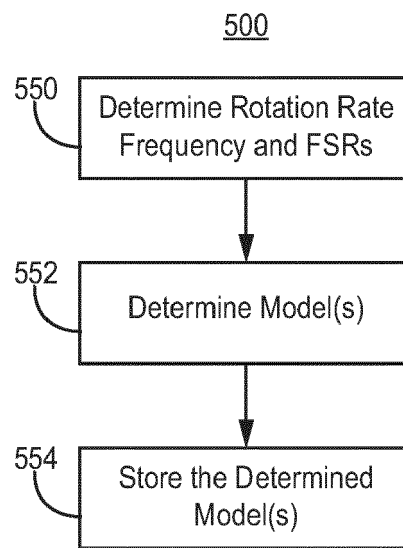 500
550
Determine Rotation Rate
Frequency and FSRs
552
Determine Model(s)
554
Store the Determined
Model(s)